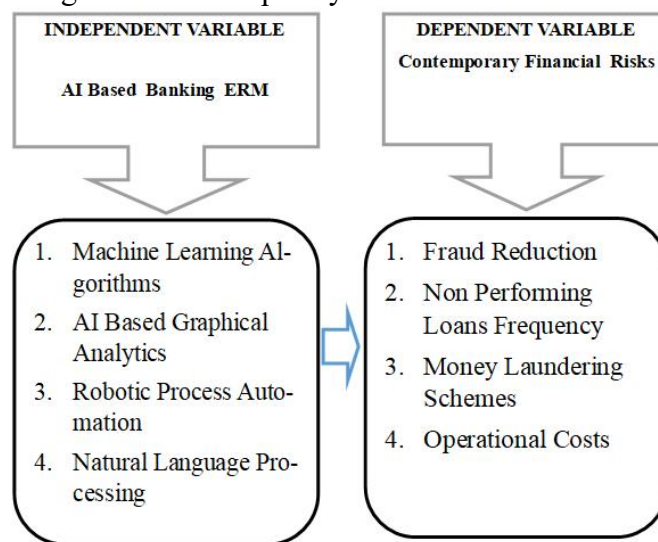 INDEPENDENT VARIABLE
AI Based Banking ERM
DEPENDENT VARIABLE
Contemporary Financial Risks
1. Machine Learning Al-
gorithms
2. AI Based Graphical
Analytics
3. Robotic Process Auto-
mation
4. Natural Language Pro-
cessing
1. Fraud Reduction
2. Non Performing
Loans Frequency
3. Money Laundering
Schemes
4. Operational Costs